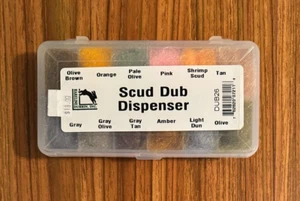 Olive Brown
Orange
Pale Olive
Pink
Shrimp Scud
Tan
Scud Dub
Dispenser
DUB26
Gray
Gray Olive
Gray Tan
Amber
Light Dun
Olive